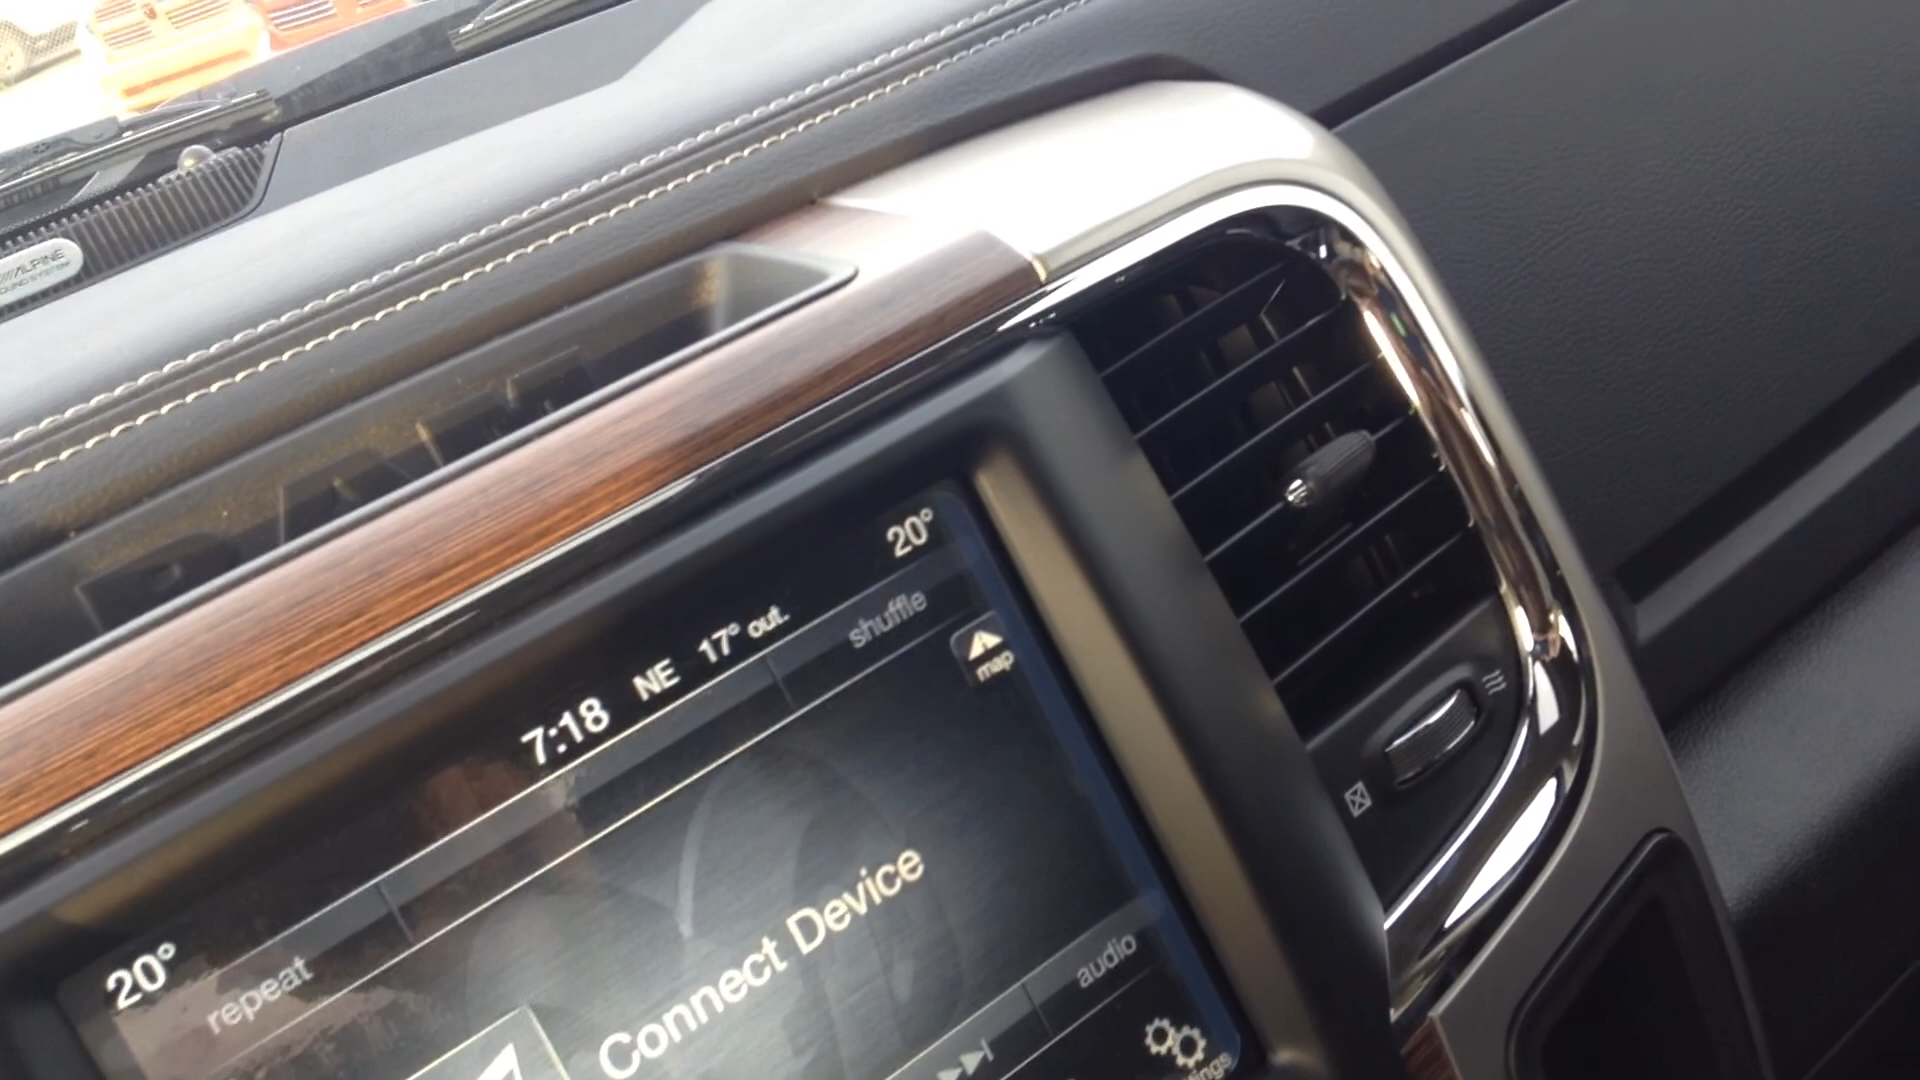 ALPINE
20°
7:18 NE 17° out.
20°
repeat
shuffle
map
Connect Device
audio